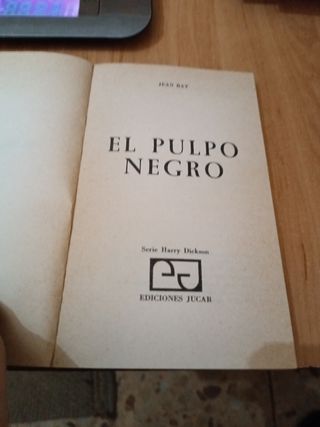 JEAN RAY
EL PULPO
NEGRO
Serie Harry Dickson
EDICIONES JUCAR